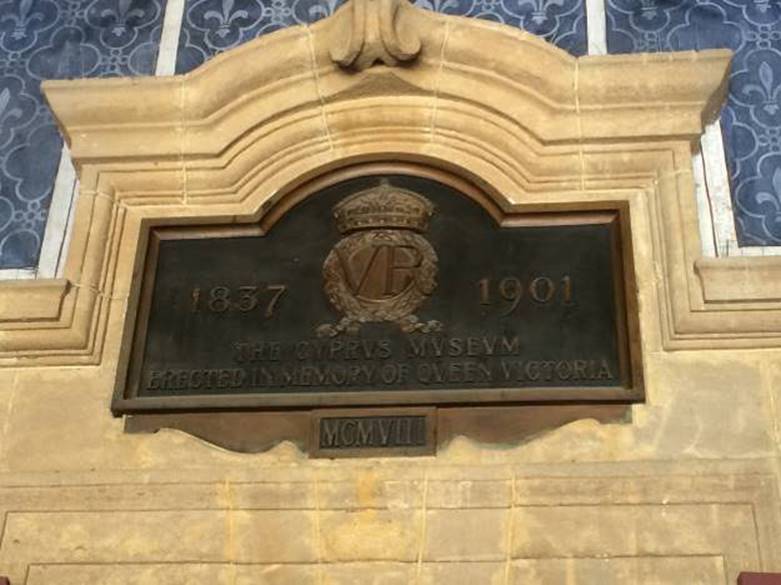 VR
1837 1901
THE CYPRVS MVSEVM
ERECTED IN MEMORY OF QVEEN VICTORIA
MCMVIII